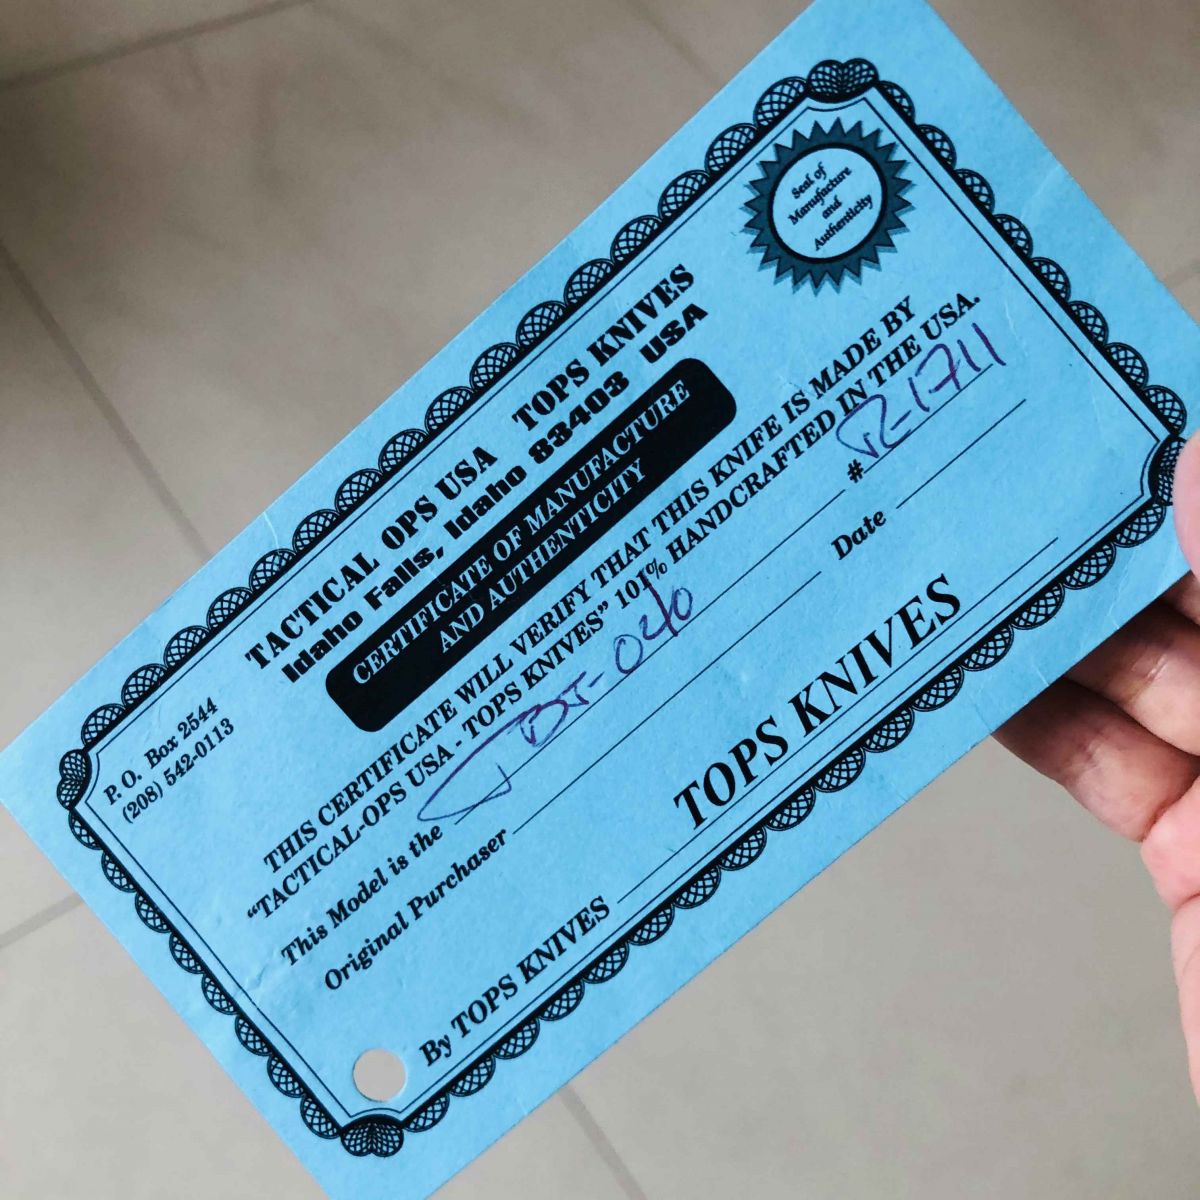 Seal of
Manufacture
and
Authenticity
TACTICAL OPS USA TOPS KNIVES
Idaho Falls, Idaho 83403 USA
CERTIFICATE OF MANUFACTURE
AND AUTHENTICITY
P. O. Box 2544
(208) 542-0113
THIS CERTIFICATE WILL VERIFY THAT THIS KNIFE IS MADE BY
“TACTICAL-OPS USA - TOPS KNIVES” 101% HANDCRAFTED IN THE USA.
This Model is the TBT-040 # R-1711
Original Purchaser Date
By TOPS KNIVES TOPS KNIVES